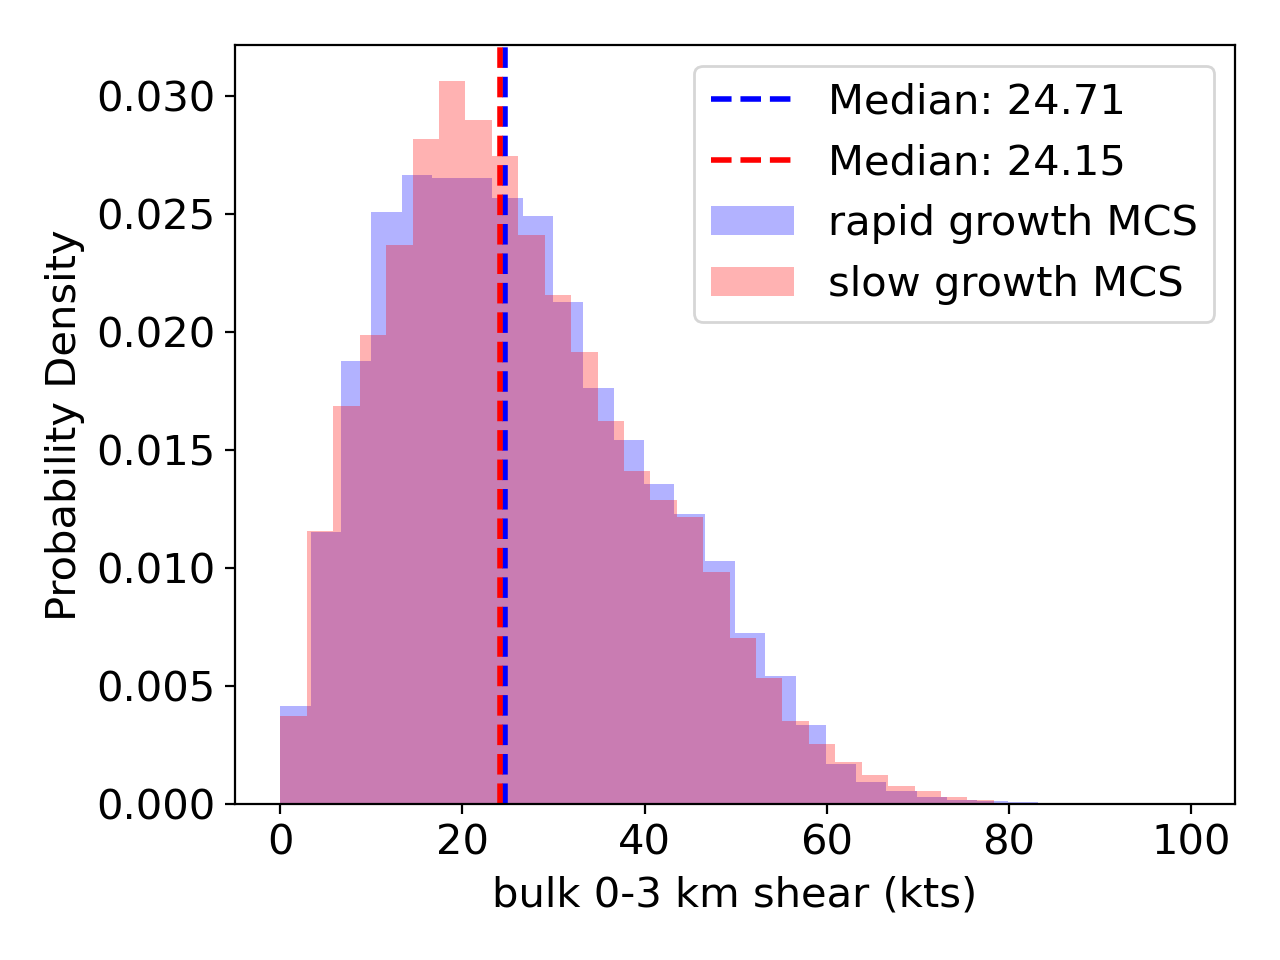 Median: 24.71
Median: 24.15
rapid growth MCS
slow growth MCS
Probability Density
0.030
0.025
0.020
0.015
0.010
0.005
0.000
0 20 40 60 80 100
bulk 0-3 km shear (kts)